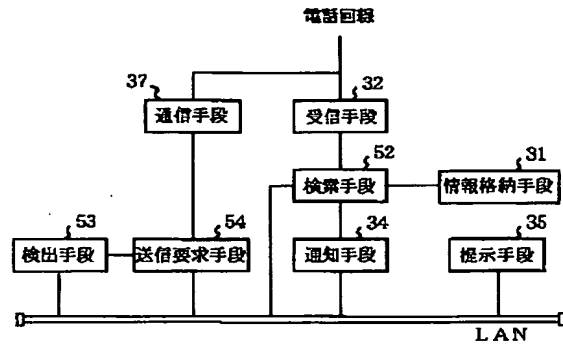 電話回線
37
32
通信手段
受信手段
52
31
検索手段
情報格納手段
53
54
34
35
検出手段
送信要求手段
通知手段
提示手段
LAN